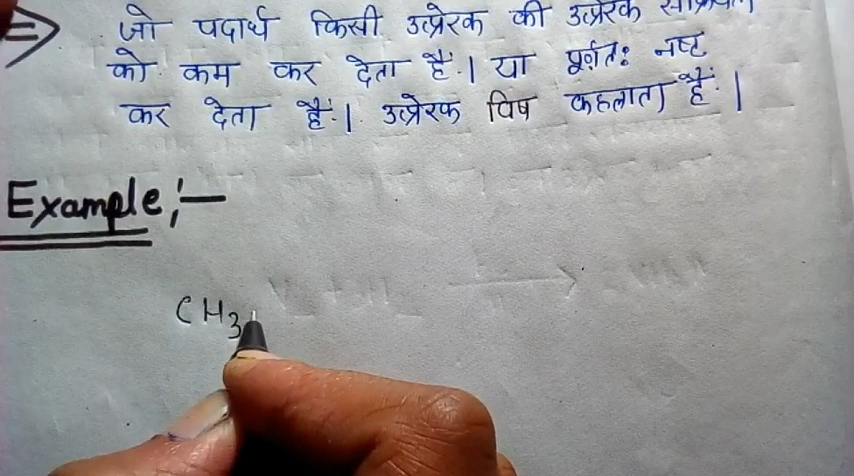 जो पदार्थ किसी उत्प्रेरक की उत्प्रेरक
को कम कर देता है । या पूर्णतः नष्ट
कर देता है । उत्प्रेरक विष कहलाता है ।
Example ;-
CH3